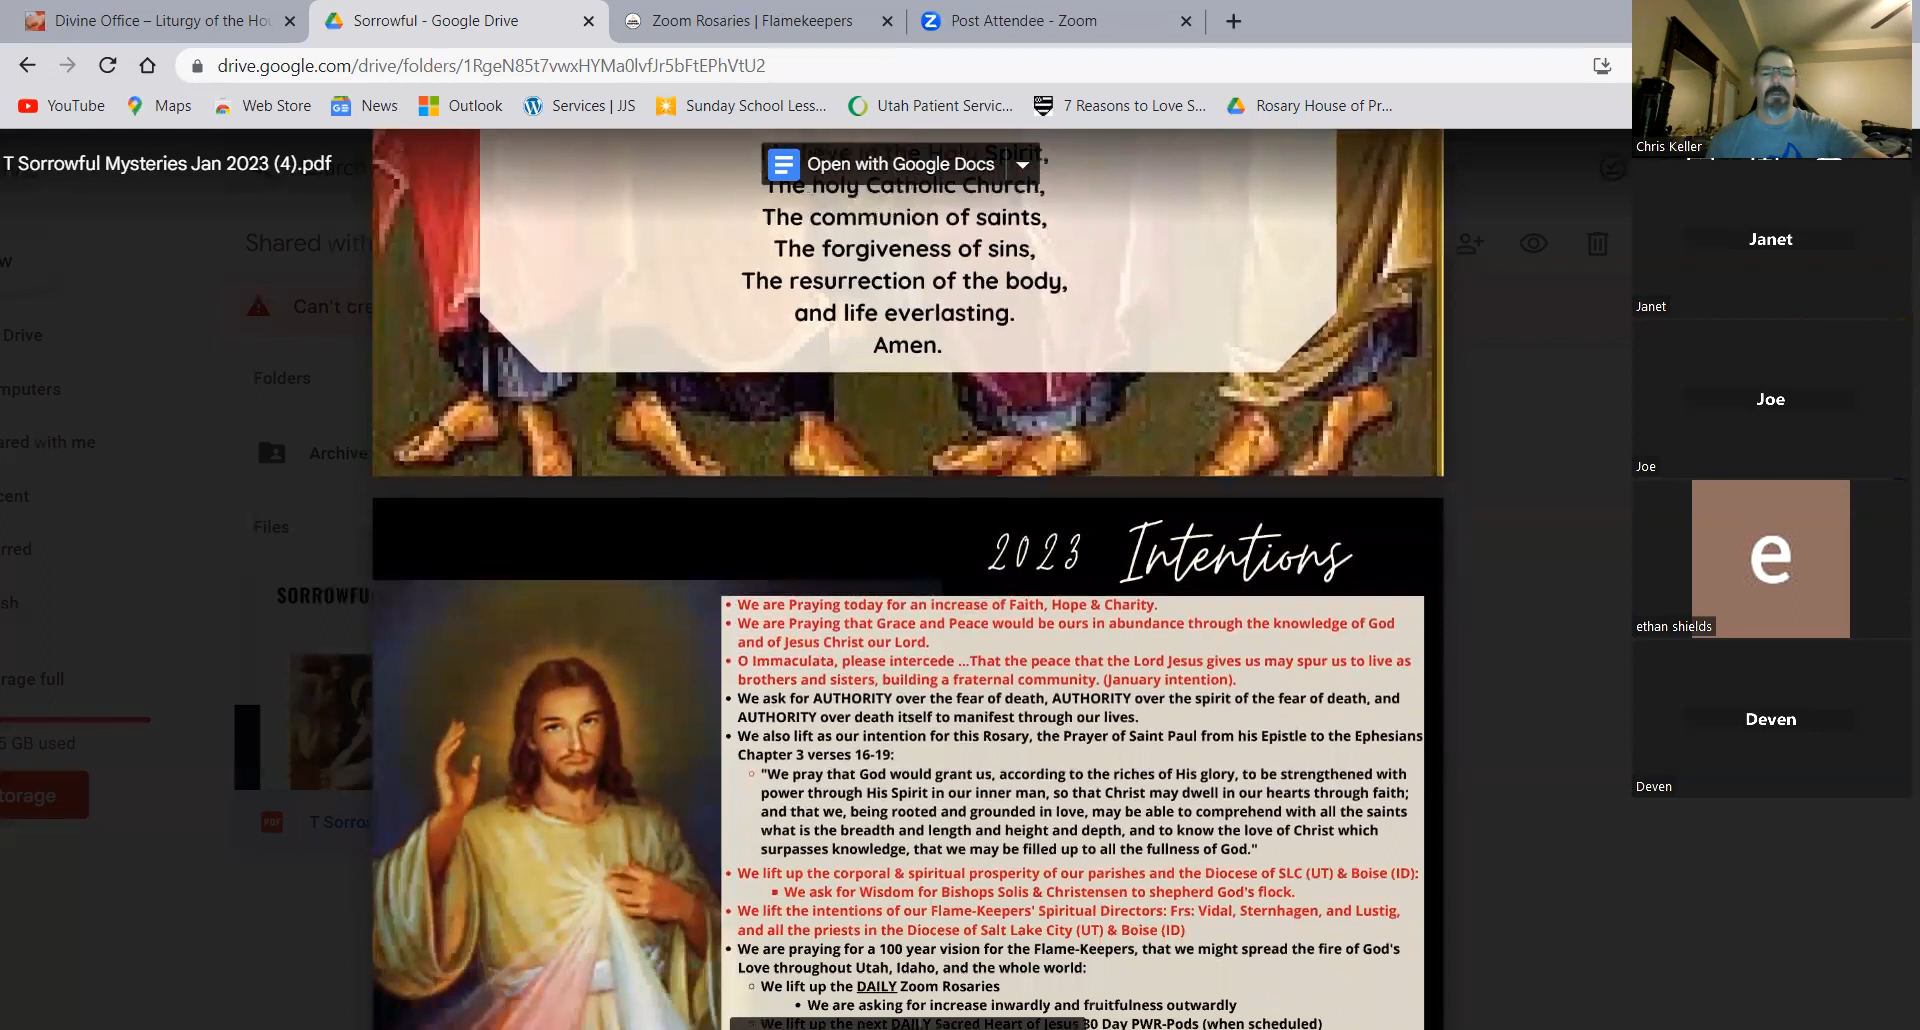 Divine Office – Liturgy of the Hou
Sorrowful - Google Drive
Zoom Rosaries | Flamekeepers
Post Attendee - Zoom
drive.google.com/drive/folders/1RgeN85t7vwxHYMa0lvfJr5bFtEPhVtU2
YouTube
Maps
Web Store
News
Outlook
Services | JJS
Sunday School Less...
Utah Patient Servic...
7 Reasons to Love S...
Rosary House of Pr...
T Sorrowful Mysteries Jan 2023 (4).pdf
Open with Google Docs
Spirit,
The holy Catholic Church,
The communion of saints,
The forgiveness of sins,
The resurrection of the body,
and life everlasting.
Amen.
Shared with
w
Can't cre
Drive
mputers
ared with me
cent
rred
sh
rage full
5 GB used
torage
Folders
Archive
Files
SORROWFU
PDF
T Sorro
2023 Intentions
• We are Praying today for an increase of Faith, Hope & Charity.
• We are Praying that Grace and Peace would be ours in abundance through the knowledge of God
and of Jesus Christ our Lord.
• O Immaculata, please intercede ...That the peace that the Lord Jesus gives us may spur us to live as
brothers and sisters, building a fraternal community. (January intention).
• We ask for AUTHORITY over the fear of death, AUTHORITY over the spirit of the fear of death, and
AUTHORITY over death itself to manifest through our lives.
• We also lift as our intention for this Rosary, the Prayer of Saint Paul from his Epistle to the Ephesians
Chapter 3 verses 16-19:
○ "We pray that God would grant us, according to the riches of His glory, to be strengthened with
power through His Spirit in our inner man, so that Christ may dwell in our hearts through faith;
and that we, being rooted and grounded in love, may be able to comprehend with all the saints
what is the breadth and length and height and depth, and to know the love of Christ which
surpasses knowledge, that we may be filled up to all the fullness of God."
• We lift up the corporal & spiritual prosperity of our parishes and the Diocese of SLC (UT) & Boise (ID):
▪ We ask for Wisdom for Bishops Solis & Christensen to shepherd God's flock.
• We lift the intentions of our Flame-Keepers' Spiritual Directors: Frs: Vidal, Sternhagen, and Lustig,
and all the priests in the Diocese of Salt Lake City (UT) & Boise (ID)
• We are praying for a 100 year vision for the Flame-Keepers, that we might spread the fire of God's
Love throughout Utah, Idaho, and the whole world:
○ We lift up the DAILY Zoom Rosaries
• We are asking for increase inwardly and fruitfulness outwardly
○ We lift up the next DAILY Sacred Heart of Jesus 30 Day PWR-Pods (when scheduled)
Chris Keller
Janet
Janet
Joe
Joe
e
ethan shields
Deven
Deven